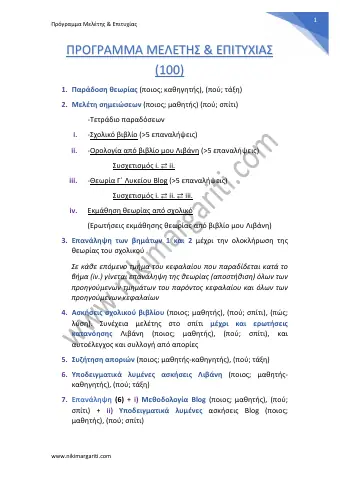 Πρόγραμμα Μελέτης & Επιτυχίας
1
ΠΡΟΓΡΑΜΜΑ ΜΕΛΕΤΗΣ & ΕΠΙΤΥΧΙΑΣ
(100)
1. Παράδοση θεωρίας (ποιος; καθηγητής), (πού; τάξη)
2. Μελέτη σημειώσεων (ποιος; μαθητής) (πού; σπίτι)
-Τετράδιο παραδόσεων
i. -Σχολικό βιβλίο (>5 επαναλήψεις)
ii. -Ορολογία από βιβλίο μου Λιβάνη (>5 επαναλήψεις)
Συσχετισμός i. ⇄ ii.
iii. -Θεωρία Γ΄ Λυκείου Blog (>5 επαναλήψεις)
Συσχετισμός i. ⇄ ii. ⇄ iii.
iv. Εκμάθηση θεωρίας από σχολικό
(Ερωτήσεις εκμάθησης θεωρίας από βιβλίο μου Λιβάνη)
3. Επανάληψη των βημάτων 1 και 2 μέχρι την ολοκλήρωση της
θεωρίας του σχολικού
Σε κάθε επόμενο τμήμα του κεφαλαίου που παραδίδεται κατά το
βήμα (iv.) γίνεται επανάληψη της θεωρίας (αποστήθιση) όλων των
προηγούμενων τμημάτων του παρόντος κεφαλαίου και όλων των
προηγούμενων κεφαλαίων
4. Ασκήσεις σχολικού βιβλίου (ποιος; μαθητής), (πού; σπίτι), (πώς;
λύση) Συνέχεια μελέτης στο σπίτι μέχρι και ερωτήσεις
κατανόησης Λιβάνη (ποιος; μαθητής), (πού; σπίτι), και
αυτοέλεγχος και συλλογή από απορίες
5. Συζήτηση αποριών (ποιος; μαθητής-καθηγητής), (πού; τάξη)
6. Υποδειγματικά λυμένες ασκήσεις Λιβάνη (ποιος; μαθητής-
καθηγητής), (πού; τάξη)
7. Επανάληψη (6) + i) Μεθοδολογία Blog (ποιος; μαθητής), (πού;
σπίτι) + ii) Υποδειγματικά λυμένες ασκήσεις Blog (ποιος;
μαθητής), (πού; σπίτι)
www.nikimargariti.com
www.nikimargariti.com